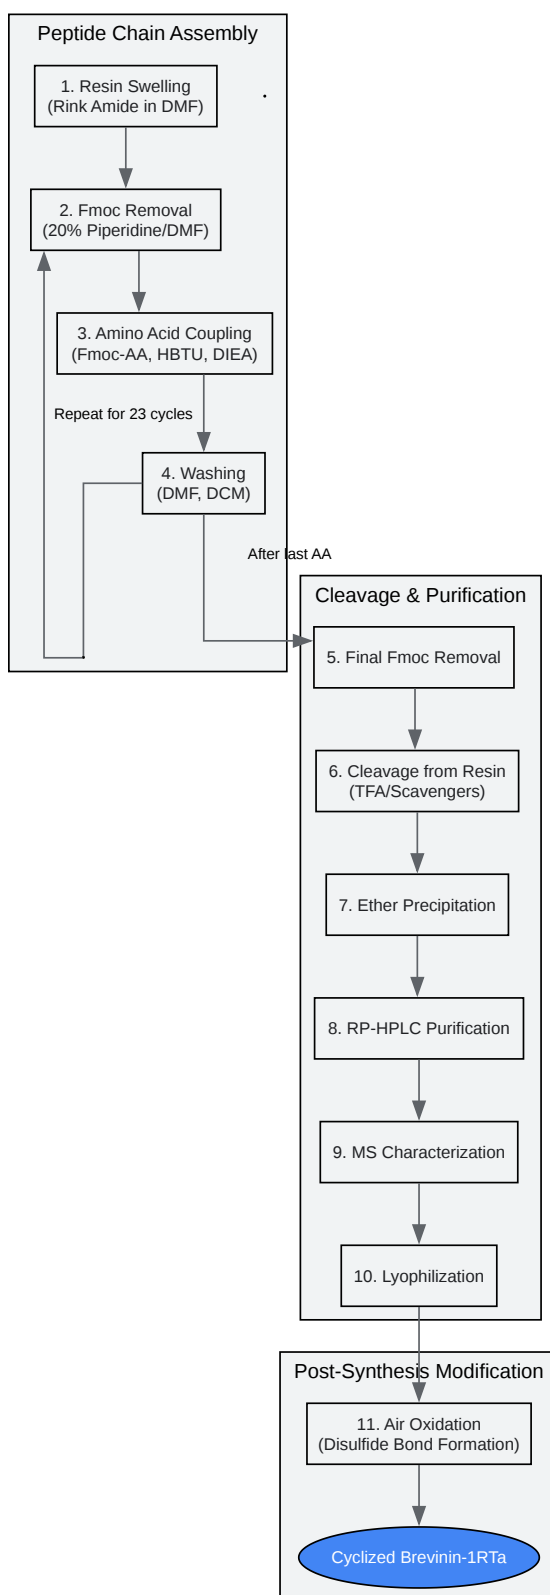 Peptide Chain Assembly
1. Resin Swelling
(Rink Amide in DMF)
2. Fmoc Removal
(20% Piperidine/DMF)
3. Amino Acid Coupling
(Fmoc-AA, HBTU, DIEA)
Repeat for 23 cycles
4. Washing
(DMF, DCM)
After last AA
Cleavage & Purification
5. Final Fmoc Removal
6. Cleavage from Resin
(TFA/Scavengers)
7. Ether Precipitation
8. RP-HPLC Purification
9. MS Characterization
10. Lyophilization
Post-Synthesis Modification
11. Air Oxidation
(Disulfide Bond Formation)
Cyclized Brevinin-1RTa